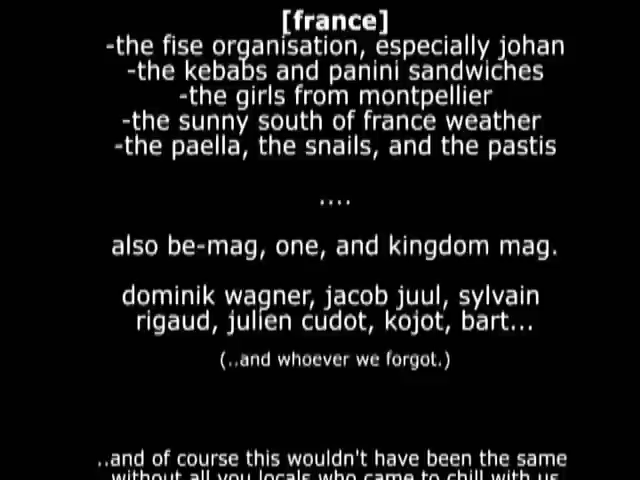 [france]
-the fise organisation, especially johan
-the kebabs and panini sandwiches
-the girls from montpellier
-the sunny south of france weather
-the paella, the snails, and the pastis
....
also be-mag, one, and kingdom mag.
dominik wagner, jacob juul, sylvain
rigaud, julien cudot, kojot, bart...
(..and whoever we forgot.)
..and of course this wouldn't have been the same
without all you locals who came to chill with us